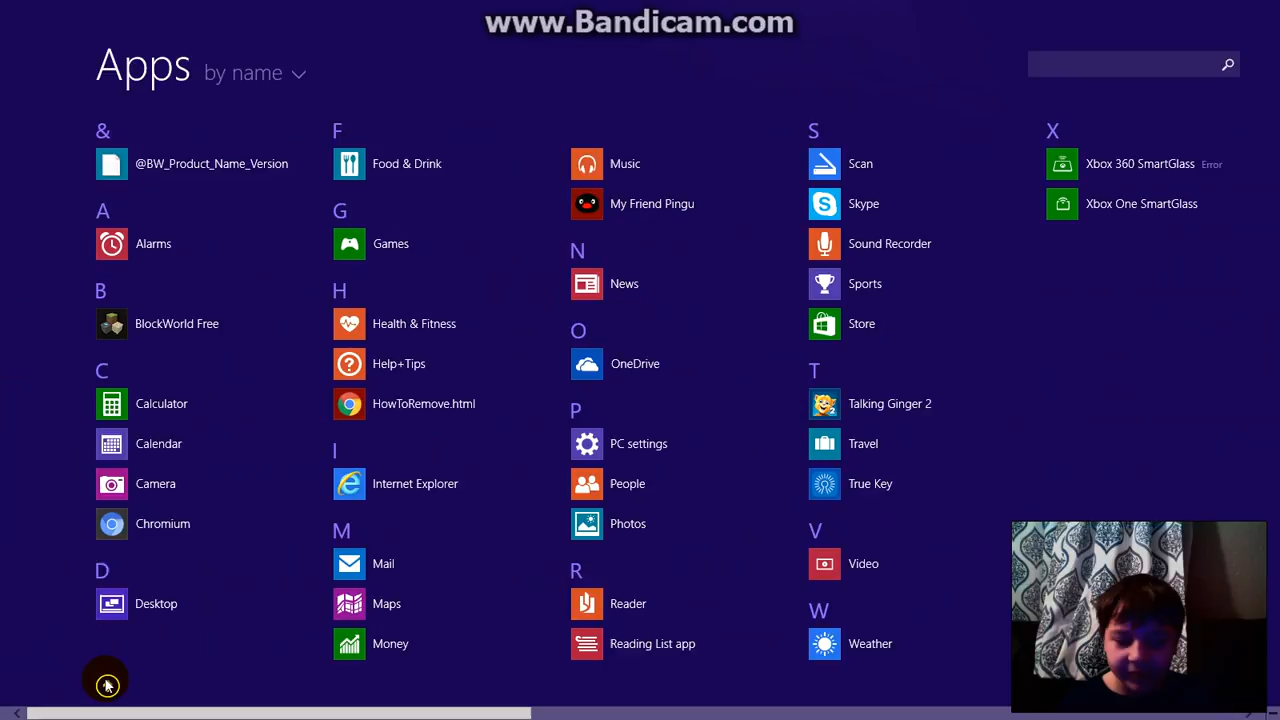 www.Bandicam.com
Apps by name
&
@BW_Product_Name_Version
A
Alarms
B
BlockWorld Free
C
Calculator
Calendar
Camera
Chromium
D
Desktop
F
Food & Drink
G
Games
H
Health & Fitness
Help+Tips
HowToRemove.html
I
Internet Explorer
M
Mail
Maps
Money
Music
My Friend Pingu
N
News
O
OneDrive
P
PC settings
People
Photos
R
Reader
Reading List app
S
Scan
Skype
Sound Recorder
Sports
Store
T
Talking Ginger 2
Travel
True Key
V
Video
W
Weather
X
Xbox 360 SmartGlass Error
Xbox One SmartGlass